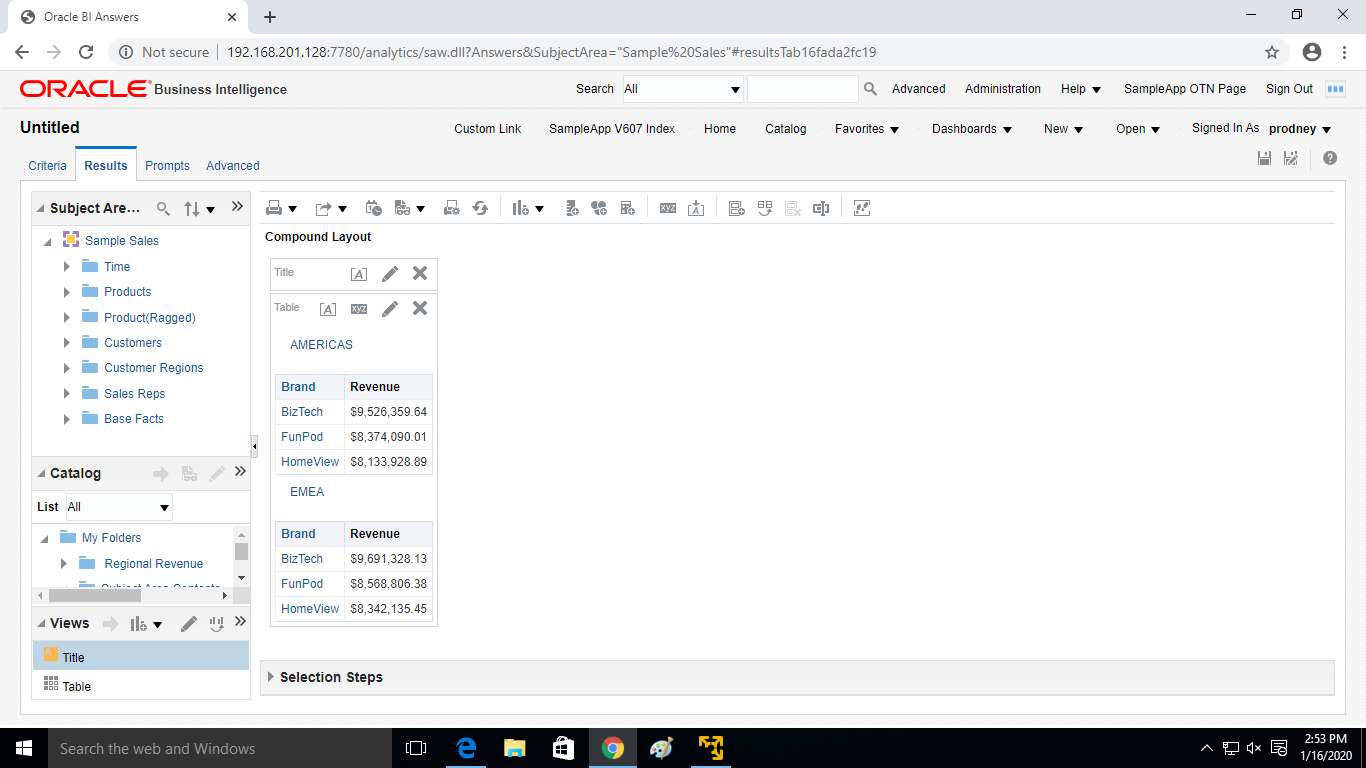 Oracle BI Answers
Not secure 192.168.201.128:7780/analytics/saw.dll?Answers&SubjectArea="Sample%20Sales"#resultsTab16fada2fc19
ORACLE Business Intelligence Search All Advanced Administration Help SampleApp OTN Page Sign Out
Untitled Custom Link SampleApp V607 Index Home Catalog Favorites Dashboards New Open Signed In As prodney
Criteria Results Prompts Advanced
Subject Are...
Sample Sales
Time
Products
Product(Ragged)
Customers
Customer Regions
Sales Reps
Base Facts
Catalog
List All
My Folders
Regional Revenue
Subject Area Contents
Views
Title
Table
xyz A
Compound Layout
Title A
Table A xyz
AMERICAS
Brand Revenue
BizTech $9,526,359.64
FunPod $8,374,090.01
HomeView $8,133,928.89
EMEA
Brand Revenue
BizTech $9,691,328.13
FunPod $8,568,806.38
HomeView $8,342,135.45
Selection Steps
Search the web and Windows
2:53 PM
1/16/2020